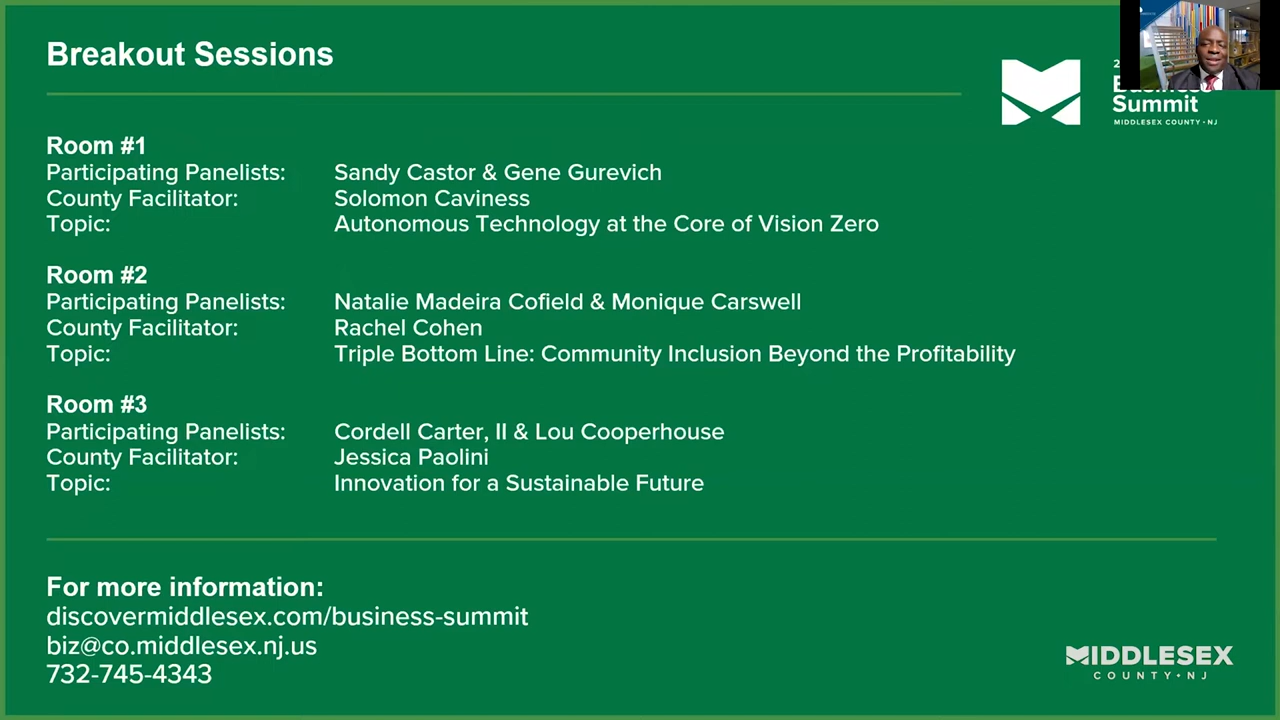 Breakout Sessions
Summit
MIDDLESEX COUNTY • NJ
Room #1
Participating Panelists: Sandy Castor & Gene Gurevich
County Facilitator: Solomon Caviness
Topic: Autonomous Technology at the Core of Vision Zero
Room #2
Participating Panelists: Natalie Madeira Cofield & Monique Carswell
County Facilitator: Rachel Cohen
Topic: Triple Bottom Line: Community Inclusion Beyond the Profitability
Room #3
Participating Panelists: Cordell Carter, II & Lou Cooperhouse
County Facilitator: Jessica Paolini
Topic: Innovation for a Sustainable Future
For more information:
discovermiddlesex.com/business-summit
biz@co.middlesex.nj.us
732-745-4343
MIDDLESEX
COUNTY • NJ